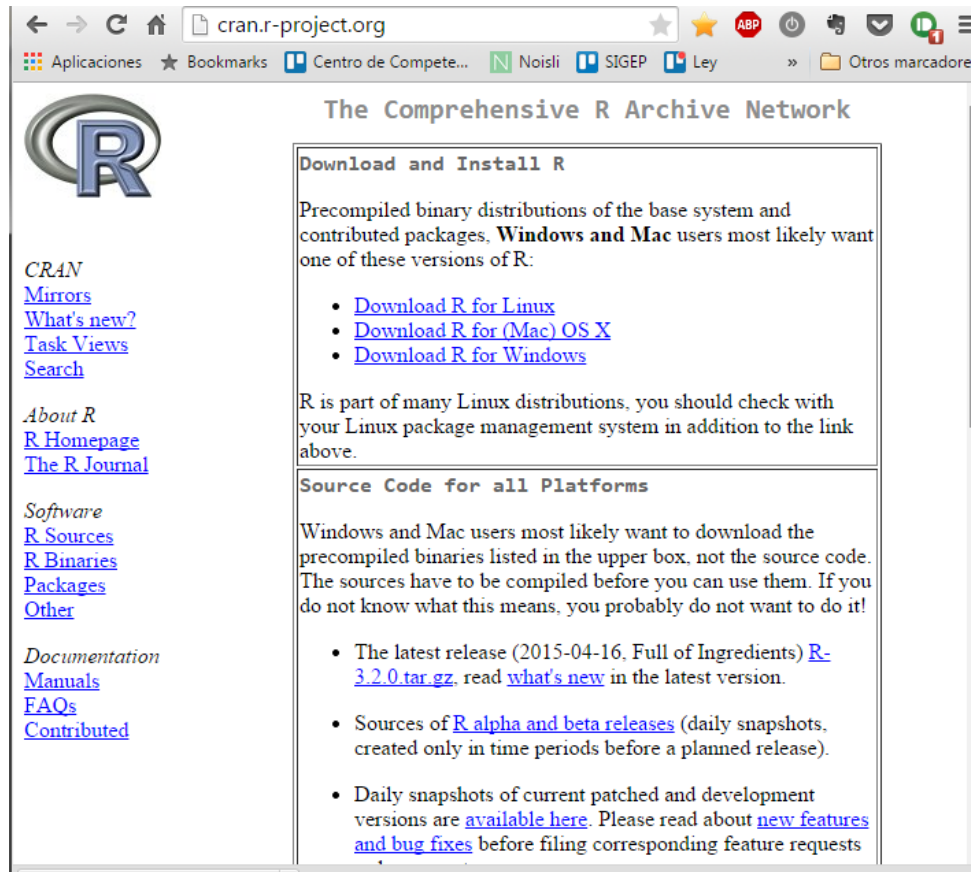 cran.r-project.org
ABP
1
Aplicaciones Bookmarks Centro de Compete... N Noisli SIGEP Ley » Otros marcadore
R
CRAN
Mirrors
What's new?
Task Views
Search
About R
R Homepage
The R Journal
Software
R Sources
R Binaries
Packages
Other
Documentation
Manuals
FAQs
Contributed
The Comprehensive R Archive Network
Download and Install R
Precompiled binary distributions of the base system and
contributed packages, Windows and Mac users most likely want
one of these versions of R:
• Download R for Linux
• Download R for (Mac) OS X
• Download R for Windows
R is part of many Linux distributions, you should check with
your Linux package management system in addition to the link
above.
Source Code for all Platforms
Windows and Mac users most likely want to download the
precompiled binaries listed in the upper box, not the source code.
The sources have to be compiled before you can use them. If you
do not know what this means, you probably do not want to do it!
• The latest release (2015-04-16, Full of Ingredients) R-
3.2.0.tar.gz, read what's new in the latest version.
• Sources of R alpha and beta releases (daily snapshots,
created only in time periods before a planned release).
• Daily snapshots of current patched and development
versions are available here. Please read about new features
and bug fixes before filing corresponding feature requests